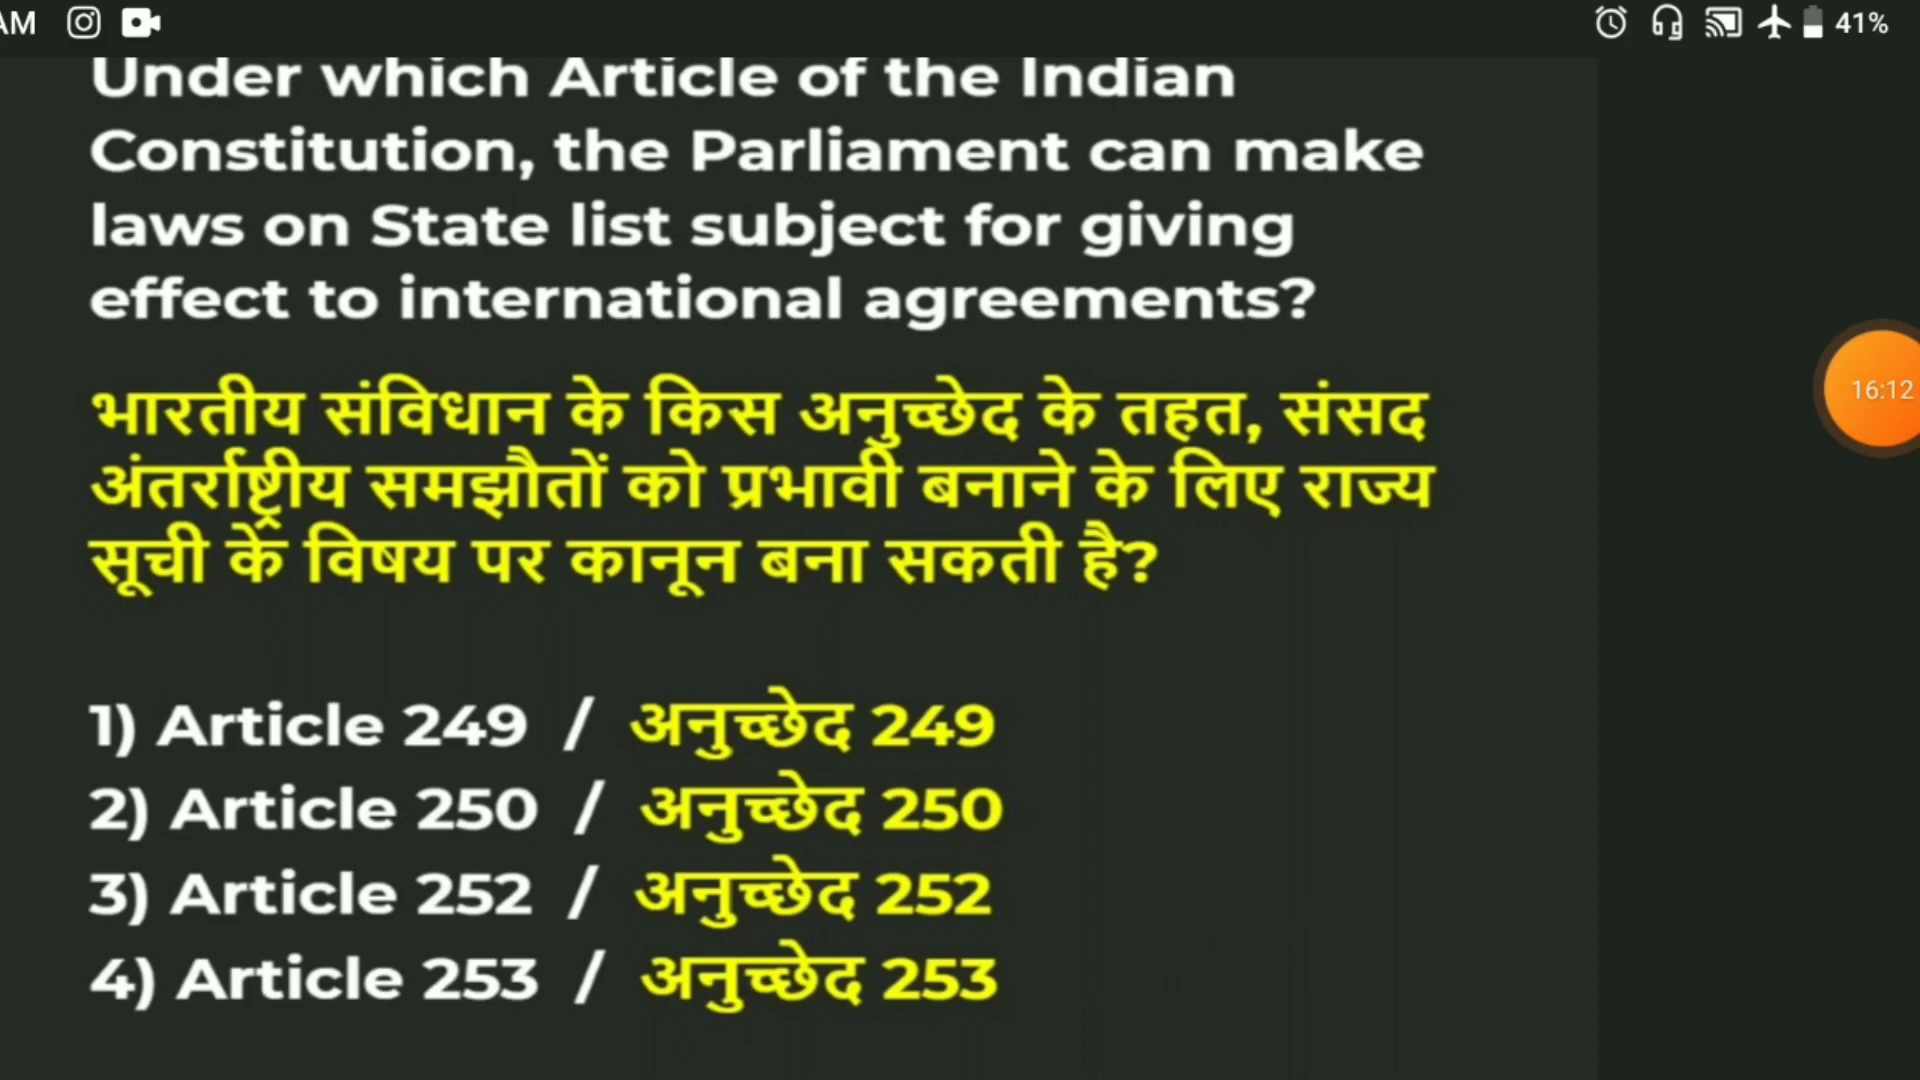 AM
41%
Under which Article of the Indian
Constitution, the Parliament can make
laws on State list subject for giving
effect to international agreements?
16:12
भारतीय संविधान के किस अनुच्छेद के तहत, संसद
अंतर्राष्ट्रीय समझौतों को प्रभावी बनाने के लिए राज्य
सूची के विषय पर कानून बना सकती है?
1) Article 249 / अनुच्छेद 249
2) Article 250 / अनुच्छेद 250
3) Article 252 / अनुच्छेद 252
4) Article 253 / अनुच्छेद 253